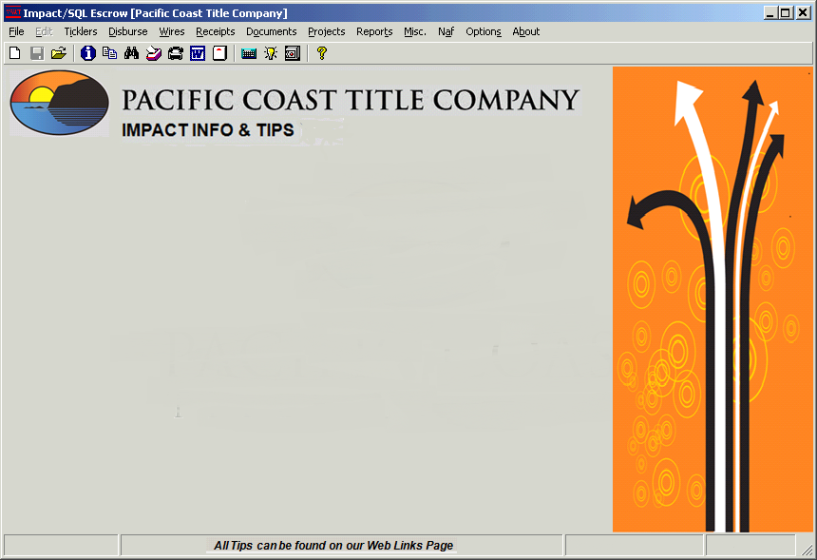 Impact/SQL Escrow [Pacific Coast Title Company]
File Edit Ticklers Disburse Wires Receipts Documents Projects Reports Misc. Naf Options About
PACIFIC COAST TITLE COMPANY
IMPACT INFO & TIPS
All Tips can be found on our Web Links Page